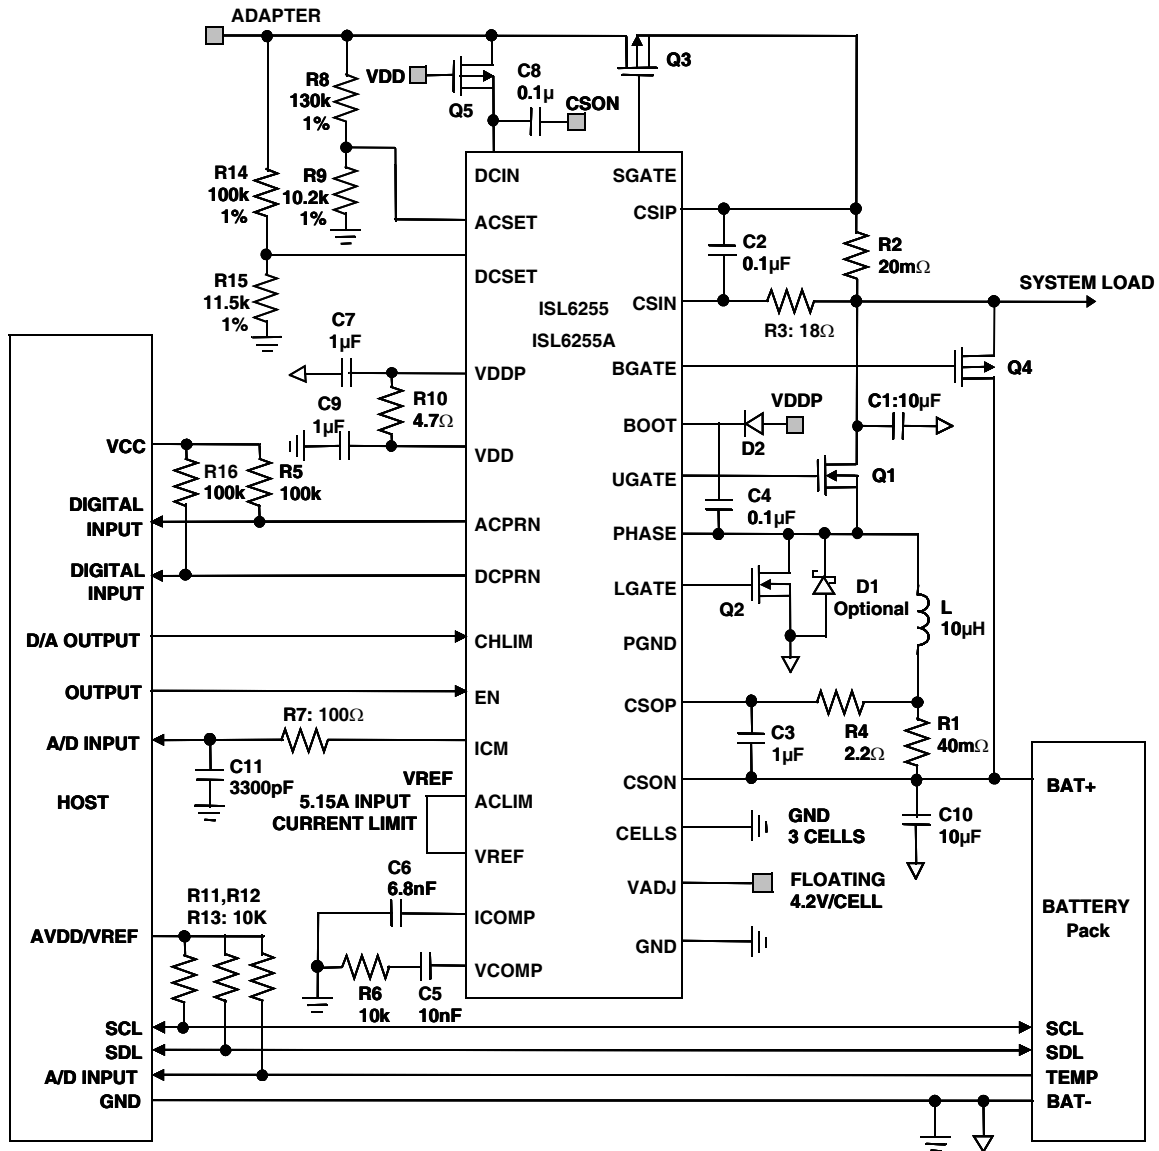 ADAPTER
VDD
Q5
C8
0.1µ
CSON
Q3
R8
130k
1%
R9
10.2k
1%
R14
100k
1%
R15
11.5k
1%
DCIN
ACSET
DCSET
SGATE
CSIP
CSIN
ISL6255
ISL6255A
C2
0.1µF
R2
20mΩ
R3: 18Ω
SYSTEM LOAD
BGATE
Q4
C7
1µF
VDDP
R10
4.7Ω
C9
1µF
VDD
BOOT
VDDP
D2
C1:10µF
UGATE
Q1
C4
0.1µF
PHASE
VCC
R16
100k
R5
100k
DIGITAL
INPUT
ACPRN
DIGITAL
INPUT
DCPRN
LGATE
Q2
D1
Optional
L
10µH
PGND
D/A OUTPUT
CHLIM
OUTPUT
EN
CSOP
R4
2.2Ω
R1
40mΩ
C3
1µF
CSON
A/D INPUT
R7: 100Ω
ICM
C11
3300pF
HOST
VREF
5.15A INPUT
CURRENT LIMIT
ACLIM
VREF
CELLS
GND
3 CELLS
C10
10µF
BAT+
VADJ
FLOATING
4.2V/CELL
BATTERY
Pack
C6
6.8nF
ICOMP
GND
VCOMP
R6
10k
C5
10nF
R11,R12
R13: 10K
AVDD/VREF
SCL
SDL
A/D INPUT
GND
SCL
SDL
TEMP
BAT-